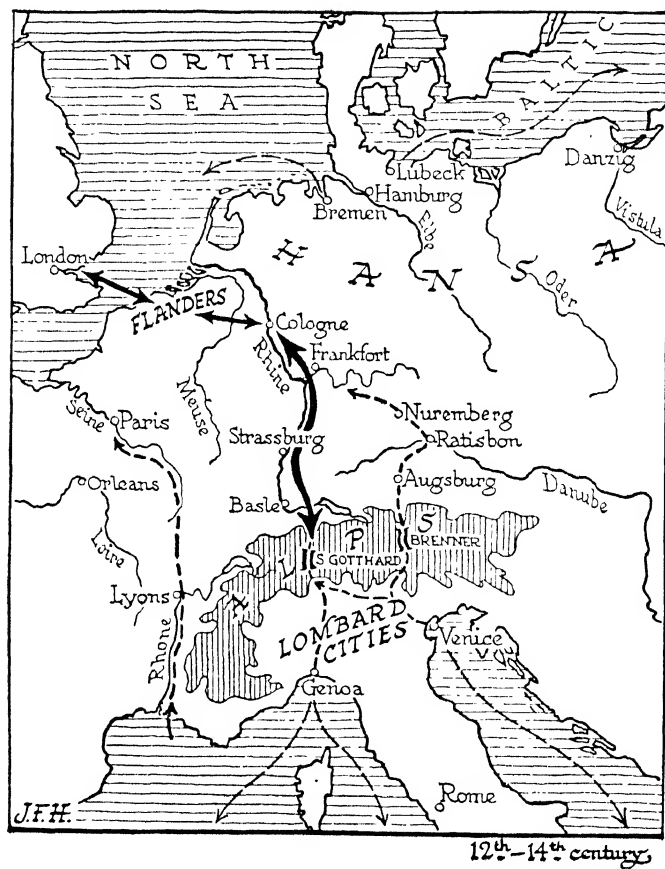 NORTH
SEA
BALTIC
Lübeck
Hamburg
Danzig
Bremen
Elbe
Vistula
HANSA
London
FLANDERS
Oder
Cologne
Rhine
Frankfort
Meuse
Seine
Paris
Nuremberg
Strassburg
Ratisbon
Orleans
Augsburg
Danube
Basle
Loire
ALPS
BRENNER
S GOTTHARD
Lyons
LOMBARD
CITIES
Venice
Rhone
Genoa
Rome
J.F.H.
12th–14th century